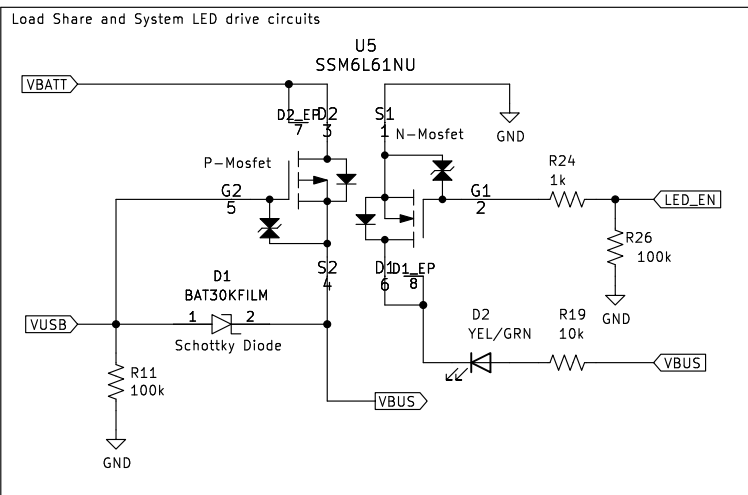 Load Share and System LED drive circuits
U5
SSM6L61NU
VBATT
D2_EP
7
D2
3
S1
1
N-Mosfet
GND
P-Mosfet
G2
5
G1
2
R24
1k
LED_EN
R26
100k
GND
S2
4
D1
6
D1_EP
8
D1
BAT30KFILM
VUSB
1
2
Schottky Diode
D2
YEL/GRN
R19
10k
VBUS
R11
100k
VBUS
GND